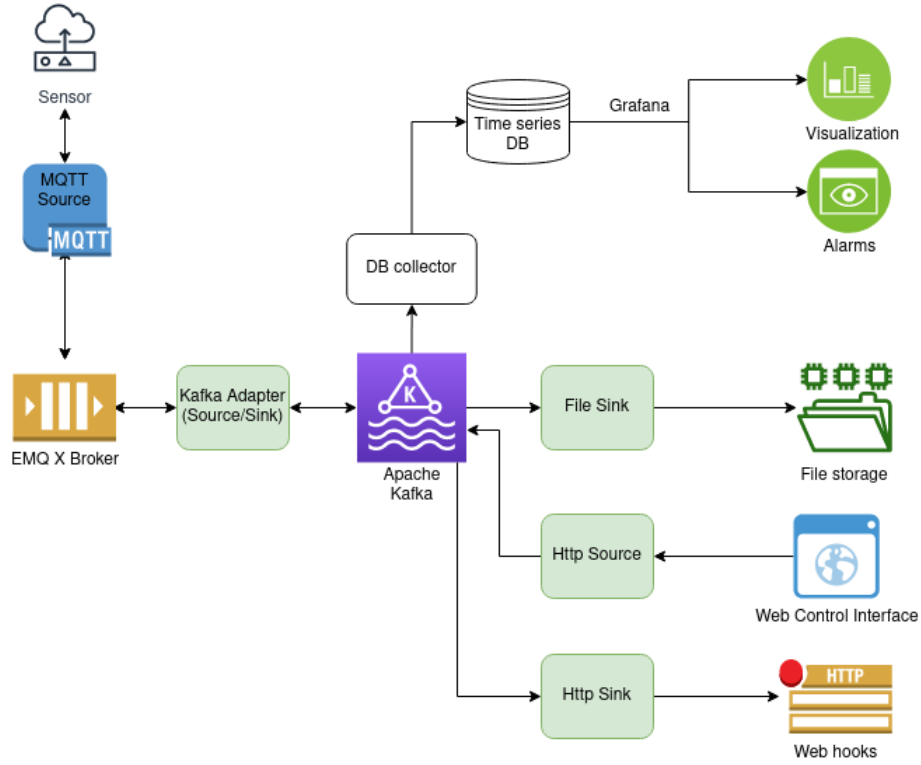 Sensor
MQTT
Source
MQTT
EMQ X Broker
Kafka Adapter
(Source/Sink)
K
Apache
Kafka
DB collector
Time series
DB
Grafana
Visualization
Alarms
File Sink
File storage
Http Source
Web Control Interface
Http Sink
HTTP
Web hooks